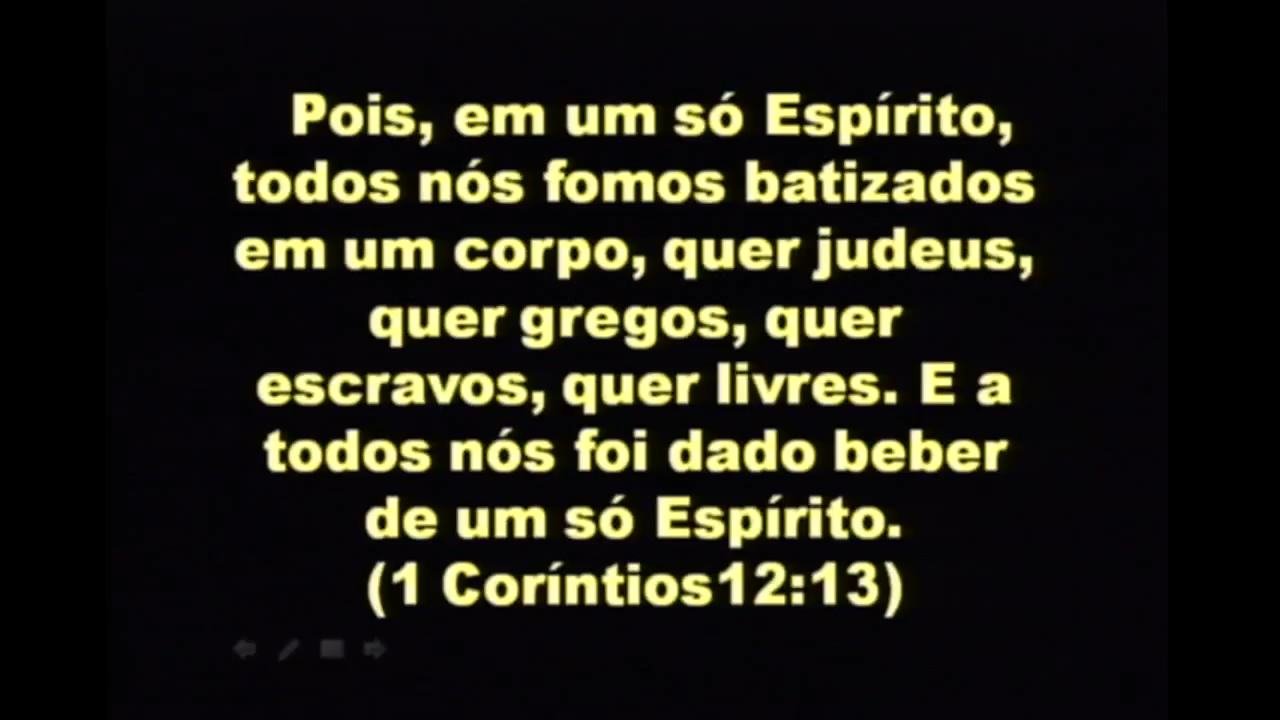 Pois, em um só Espírito,
todos nós fomos batizados
em um corpo, quer judeus,
quer gregos, quer
escravos, quer livres. E a
todos nós foi dado beber
de um só Espírito.
(1 Coríntios12:13)